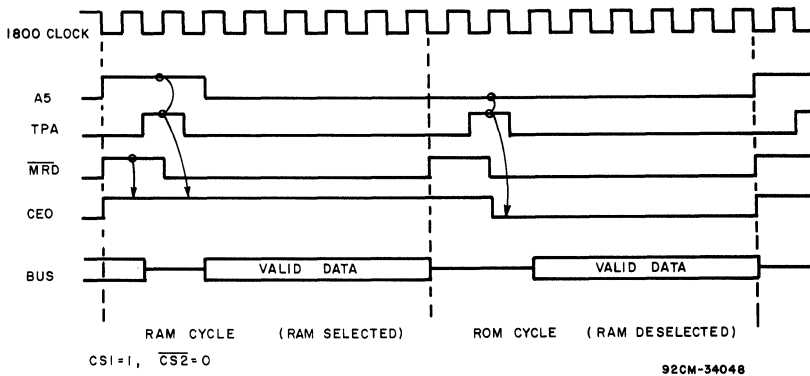 1800 CLOCK
A5
TPA
MRD
CEO
BUS
VALID DATA
VALID DATA
RAM CYCLE (RAM SELECTED)
ROM CYCLE (RAM DESELECTED)
CS1=1, CS2=0
92CM-34048